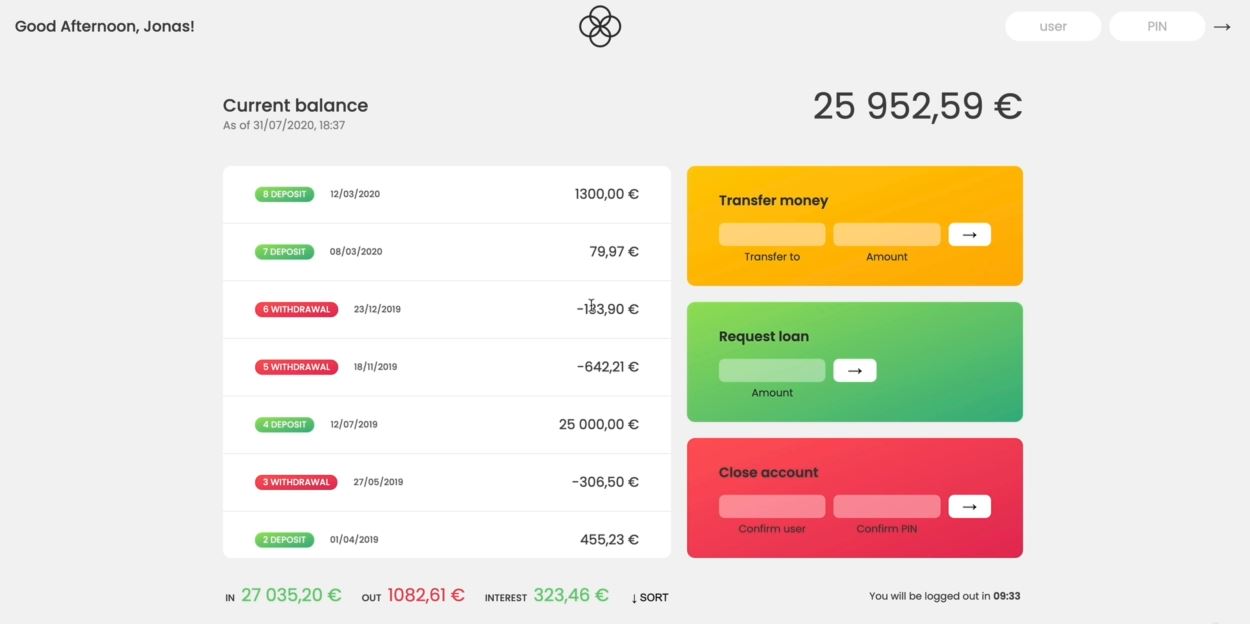 Good Afternoon, Jonas!
user PIN →
Current balance
As of 31/07/2020, 18:37
25 952,59 €
8 DEPOSIT 12/03/2020 1300,00 €
7 DEPOSIT 08/03/2020 79,97 €
6 WITHDRAWAL 23/12/2019 -133,90 €
5 WITHDRAWAL 18/11/2019 -642,21 €
4 DEPOSIT 12/07/2019 25 000,00 €
3 WITHDRAWAL 27/05/2019 -306,50 €
2 DEPOSIT 01/04/2019 455,23 €
Transfer money
→
Transfer to Amount
Request loan
→
Amount
Close account
→
Confirm user Confirm PIN
IN 27 035,20 € OUT 1082,61 € INTEREST 323,46 € ↓ SORT
You will be logged out in 09:33